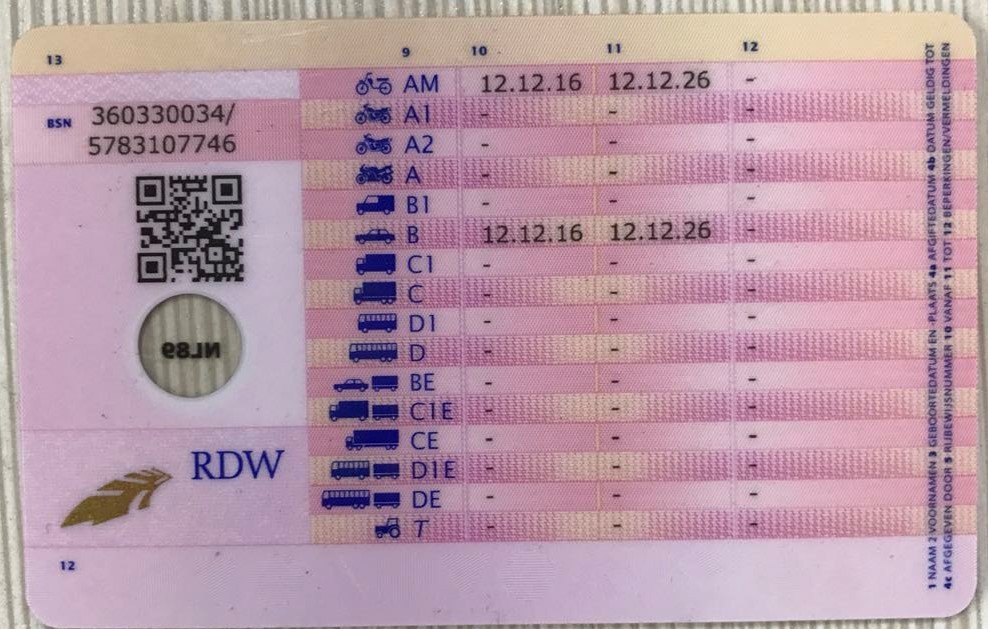 13
9 10 11 12
AM 12.12.16 12.12.26 -
BSN 360330034/
5783107746
A1 - - -
A2 - - -
A - - -
B1 - - -
B 12.12.16 12.12.26 -
C1 - - -
C - - -
D1 - - -
D - - -
BE - - -
C1E - - -
CE - - -
D1E - - -
DE - - -
T - - -
NL89
RDW
12
1 NAAM 2 VOORNAMEN 3 GEBOORTEDATUM EN -PLAATS 4a AFGIFTEDATUM 4b DATUM GELDIG TOT
4c AFGEGEVEN DOOR 5 RIJBEWIJSNUMMER 10 VANAF 11 TOT 12 BEPERKINGEN/VERMELDINGEN